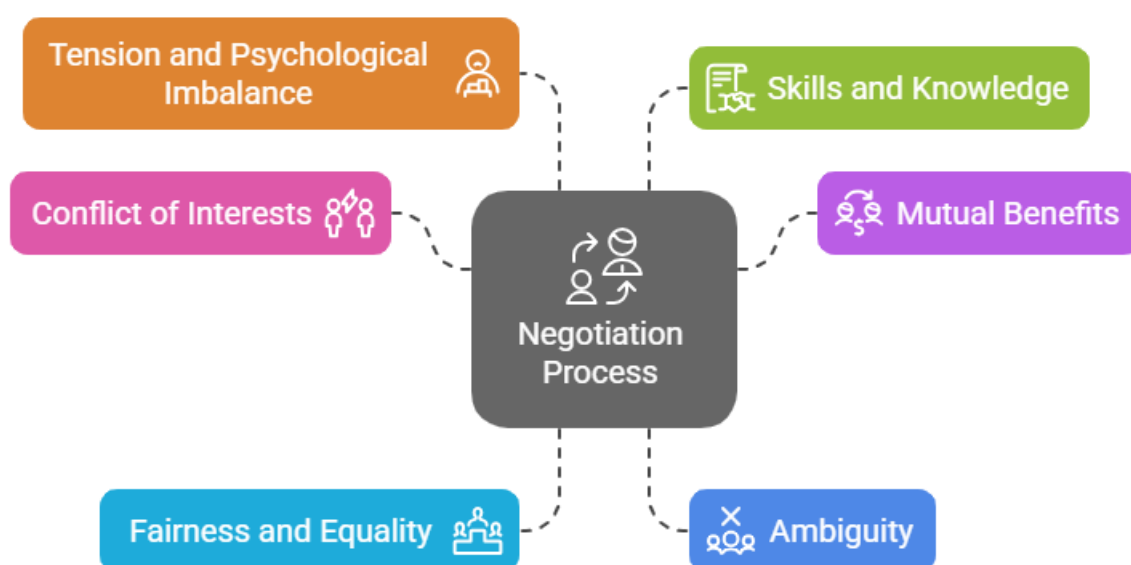 Tension and Psychological
Imbalance
Skills and Knowledge
Conflict of Interests
Mutual Benefits
Negotiation
Process
Fairness and Equality
Ambiguity